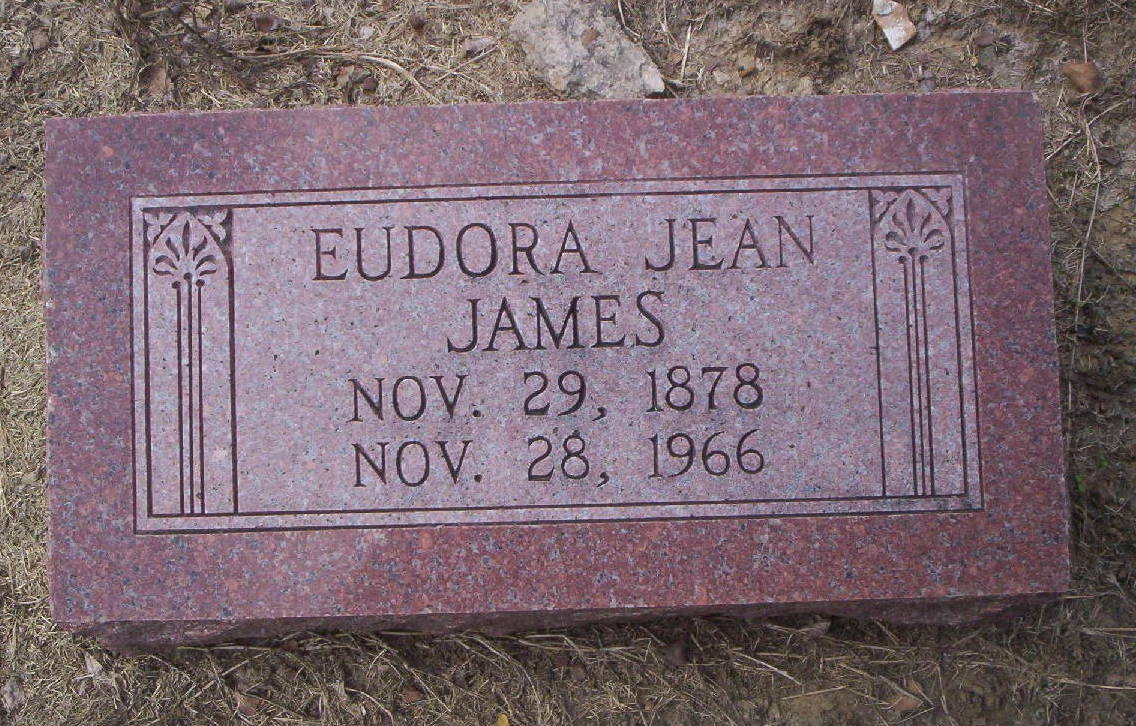 EUDORA JEAN
JAMES
NOV. 29, 1878
NOV. 28, 1966